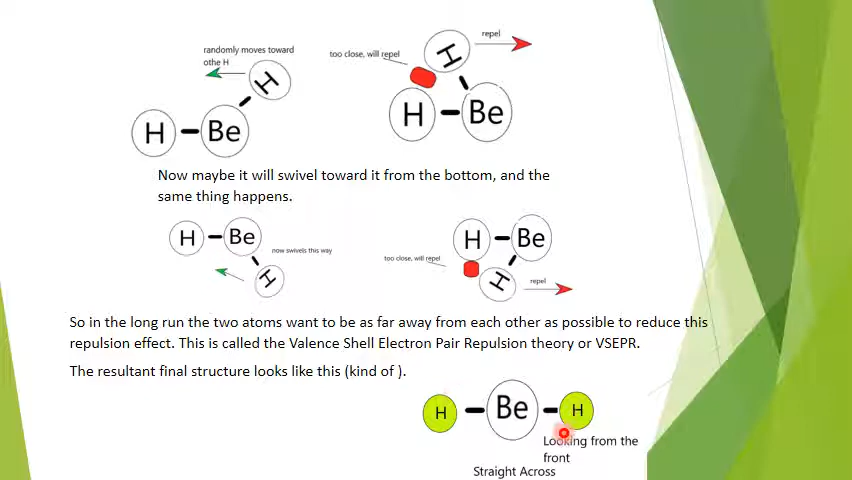 randomly moves toward
othe H
H
H
Be
too close, will repel
repel
H
H
Be
Now maybe it will swivel toward it from the bottom, and the
same thing happens.
H
Be
now swivels this way
H
H
Be
too close, will repel
H
repel
So in the long run the two atoms want to be as far away from each other as possible to reduce this
repulsion effect. This is called the Valence Shell Electron Pair Repulsion theory or VSEPR.
The resultant final structure looks like this (kind of ).
H
Be
H
Looking from the
front
Straight Across